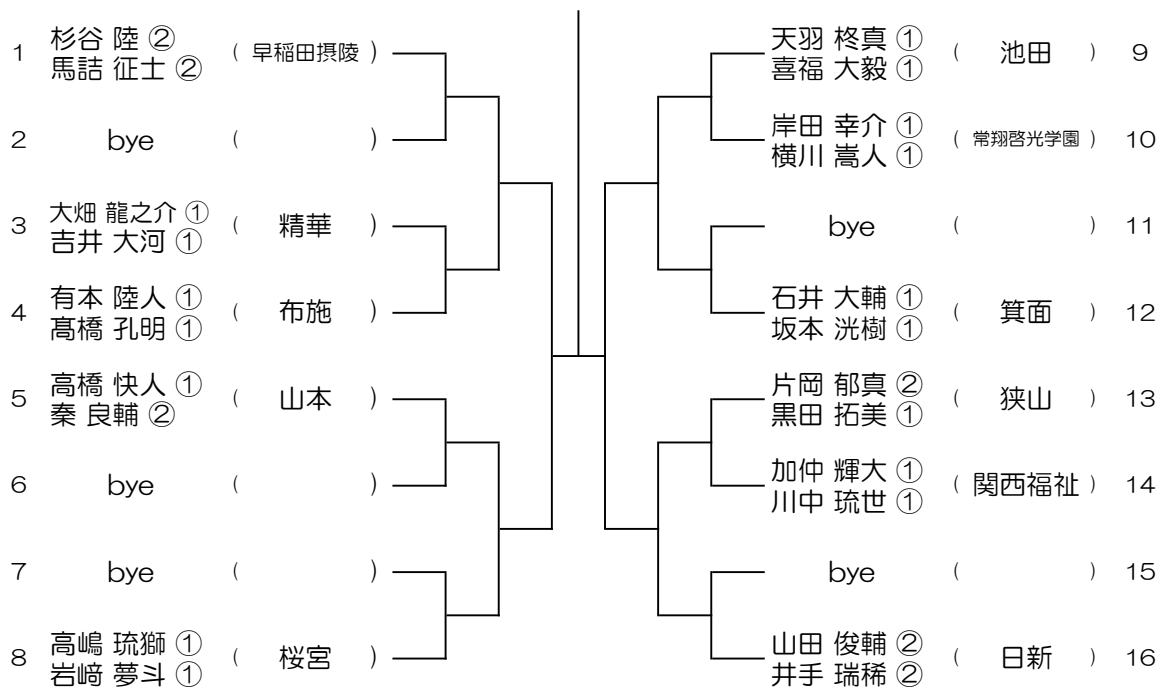 1 杉谷 陸 ② 馬詰 征士 ② ( 早稲田摂陵 )
2 bye ( )
3 大畑 龍之介 ① 吉井 大河 ① ( 精華 )
4 有本 陸人 ①髙橋 孔明 ① ( 布施 )
5 高橋 快人 ① 秦 良輔 ② ( 山本 )
6 bye ( )
7 bye ( )
8 高嶋 琉獅 ① 岩﨑 夢斗 ① ( 桜宮 )
天羽 柊真 ① 喜福 大毅 ① ( 池田 ) 9
岸田 幸介 ① 横川 嵩人 ① ( 常翔啓光学園 ) 10
bye ( ) 11
石井 大輔 ① 坂本 洸樹 ① ( 箕面 ) 12
片岡 郁真 ② 黒田 拓美 ① ( 狭山 ) 13
加仲 輝大 ① 川中 琉世 ① ( 関西福祉 ) 14
bye ( ) 15
山田 俊輔 ② 井手 瑞稀 ② ( 日新 ) 16